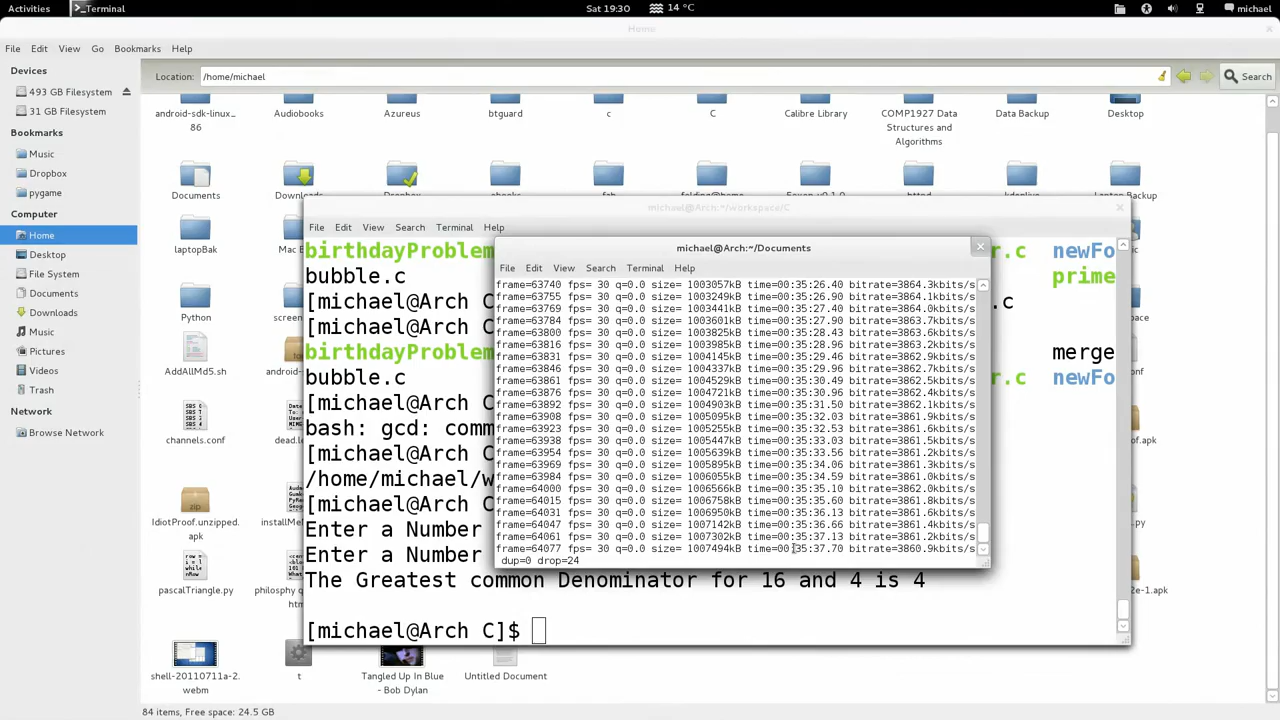 Activities
Terminal
Sat 19:30
14 °C
michael
Home
File Edit View Go Bookmarks Help
Devices
493 GB Filesystem
31 GB Filesystem
Bookmarks
Music
Dropbox
pygame
Computer
Home
Desktop
File System
Documents
Downloads
Music
Pictures
Videos
Trash
Network
Browse Network
Location: /home/michael
Search
android-sdk-linux_
86
Audiobooks
Azureus
btguard
c
C
Calibre Library
COMP1927 Data
Structures and
Algorithms
Data Backup
Desktop
Documents
laptopBak
Python
AddAllMd5.sh
channels.conf
IdiotProof.unzipped.
apk
pascalTriangle.py
shell-20110711a-2.
webm
t
Tangled Up In Blue
- Bob Dylan
Untitled Document
michael@Arch:~/workspace/C
File Edit View Search Terminal Help
birthdayProblem
newFo
bubble.c
prime
[michael@Arch C
[michael@Arch C
birthdayProblem
merge
bubble.c
newFo
[michael@Arch C
bash: gcd: comm
[michael@Arch C
/home/michael/w
[michael@Arch C
Enter a Number
Enter a Number
The Greatest common Denominator for 16 and 4 is 4
[michael@Arch C]$
michael@Arch:~/Documents
File Edit View Search Terminal Help
frame=63740 fps= 30 q=0.0 size= 1003057kB time=00:35:26.40 bitrate=3864.3kbits/s
frame=63755 fps= 30 q=0.0 size= 1003249kB time=00:35:26.90 bitrate=3864.1kbits/s
frame=63769 fps= 30 q=0.0 size= 1003441kB time=00:35:27.40 bitrate=3864.0kbits/s
frame=63784 fps= 30 q=0.0 size= 1003601kB time=00:35:27.90 bitrate=3863.7kbits/s
frame=63800 fps= 30 q=0.0 size= 1003825kB time=00:35:28.43 bitrate=3863.6kbits/s
frame=63816 fps= 30 q=0.0 size= 1003985kB time=00:35:28.96 bitrate=3863.2kbits/s
frame=63831 fps= 30 q=0.0 size= 1004145kB time=00:35:29.46 bitrate=3862.9kbits/s
frame=63846 fps= 30 q=0.0 size= 1004337kB time=00:35:29.96 bitrate=3862.7kbits/s
frame=63861 fps= 30 q=0.0 size= 1004529kB time=00:35:30.49 bitrate=3862.5kbits/s
frame=63876 fps= 30 q=0.0 size= 1004721kB time=00:35:30.96 bitrate=3862.4kbits/s
frame=63892 fps= 30 q=0.0 size= 1004903kB time=00:35:31.50 bitrate=3862.1kbits/s
frame=63908 fps= 30 q=0.0 size= 1005095kB time=00:35:32.03 bitrate=3861.9kbits/s
frame=63923 fps= 30 q=0.0 size= 1005255kB time=00:35:32.53 bitrate=3861.6kbits/s
frame=63938 fps= 30 q=0.0 size= 1005447kB time=00:35:33.03 bitrate=3861.5kbits/s
frame=63954 fps= 30 q=0.0 size= 1005639kB time=00:35:33.56 bitrate=3861.2kbits/s
frame=63969 fps= 30 q=0.0 size= 1005895kB time=00:35:34.06 bitrate=3861.3kbits/s
frame=63984 fps= 30 q=0.0 size= 1006055kB time=00:35:34.59 bitrate=3861.0kbits/s
frame=64000 fps= 30 q=0.0 size= 1006566kB time=00:35:35.10 bitrate=3862.0kbits/s
frame=64015 fps= 30 q=0.0 size= 1006758kB time=00:35:35.60 bitrate=3861.8kbits/s
frame=64031 fps= 30 q=0.0 size= 1006950kB time=00:35:36.13 bitrate=3861.6kbits/s
frame=64047 fps= 30 q=0.0 size= 1007142kB time=00:35:36.66 bitrate=3861.4kbits/s
frame=64061 fps= 30 q=0.0 size= 1007302kB time=00:35:37.13 bitrate=3861.2kbits/s
frame=64077 fps= 30 q=0.0 size= 1007494kB time=00:35:37.70 bitrate=3860.9kbits/s
dup=0 drop=24
84 items, Free space: 24.5 GB